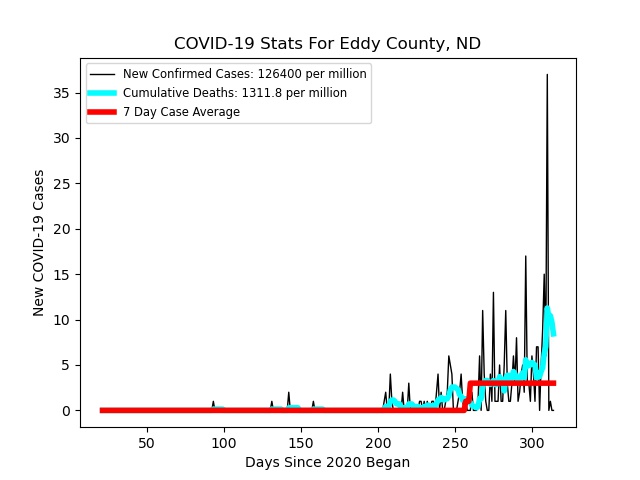 COVID-19 Stats For Eddy County, ND
New Confirmed Cases: 126400 per million
Cumulative Deaths: 1311.8 per million
7 Day Case Average
35
30
25
20
15
10
5
0
New COVID-19 Cases
50 100 150 200 250 300
Days Since 2020 Began